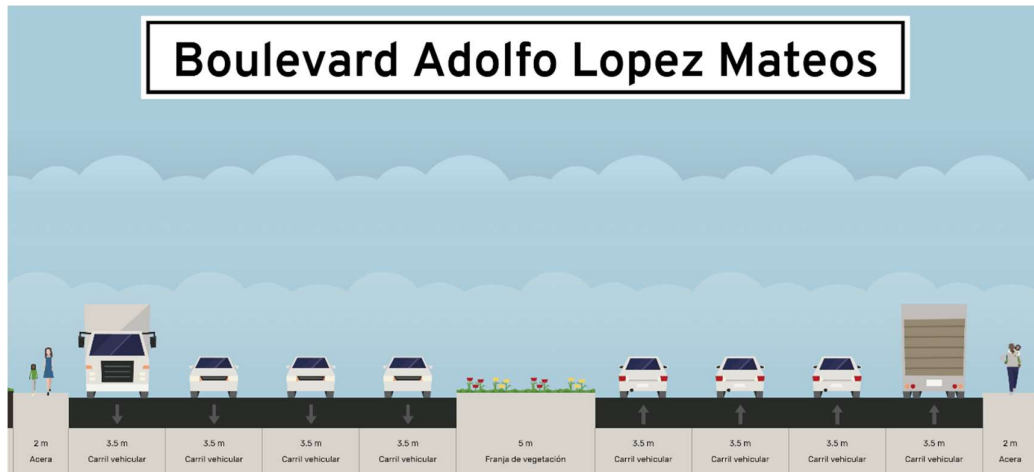 Boulevard Adolfo Lopez Mateos
2 m
Acera
3.5 m
Carril vehicular
3.5 m
Carril vehicular
3.5 m
Carril vehicular
3.5 m
Carril vehicular
5 m
Franja de vegetación
3.5 m
Carril vehicular
3.5 m
Carril vehicular
3.5 m
Carril vehicular
3.5 m
Carril vehicular
2 m
Acera